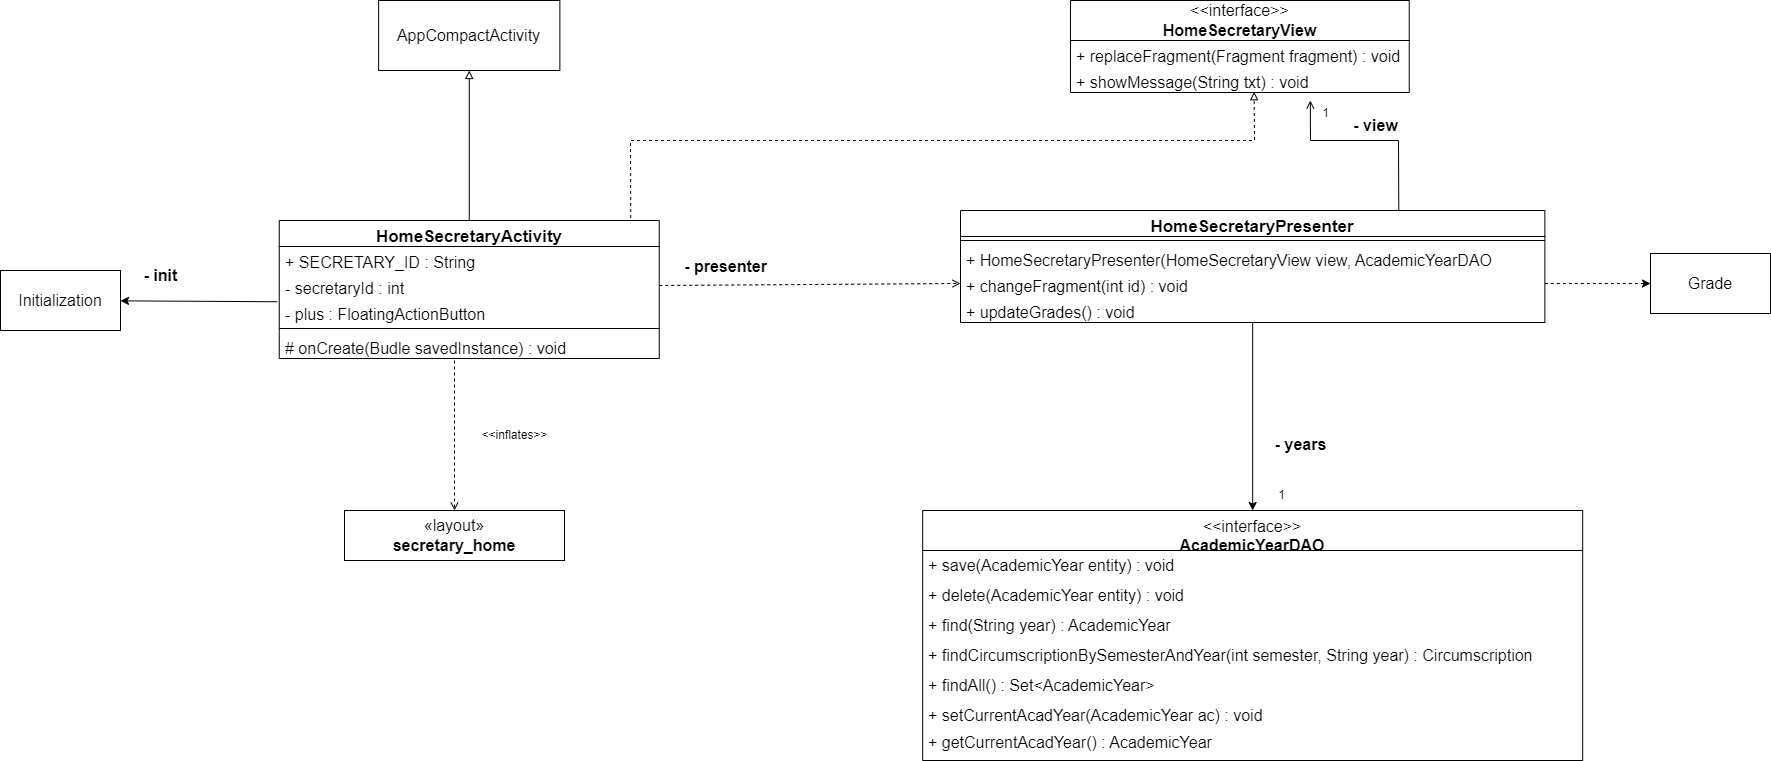 AppCompactActivity
<<interface>>
HomeSecretaryView
+ replaceFragment(Fragment fragment) : void
+ showMessage(String txt) : void
1
- view
HomeSecretaryActivity
+ SECRETARY_ID : String
- secretaryId : int
- plus : FloatingActionButton
# onCreate(Budle savedInstance) : void
- init
Initialization
- presenter
HomeSecretaryPresenter
+ HomeSecretaryPresenter(HomeSecretaryView view, AcademicYearDAO
+ changeFragment(int id) : void
+ updateGrades() : void
Grade
<<inflates>>
- years
1
«layout»
secretary_home
<<interface>>
AcademicYearDAO
+ save(AcademicYear entity) : void
+ delete(AcademicYear entity) : void
+ find(String year) : AcademicYear
+ findCircumscriptionBySemesterAndYear(int semester, String year) : Circumscription
+ findAll() : Set<AcademicYear>
+ setCurrentAcadYear(AcademicYear ac) : void
+ getCurrentAcadYear() : AcademicYear